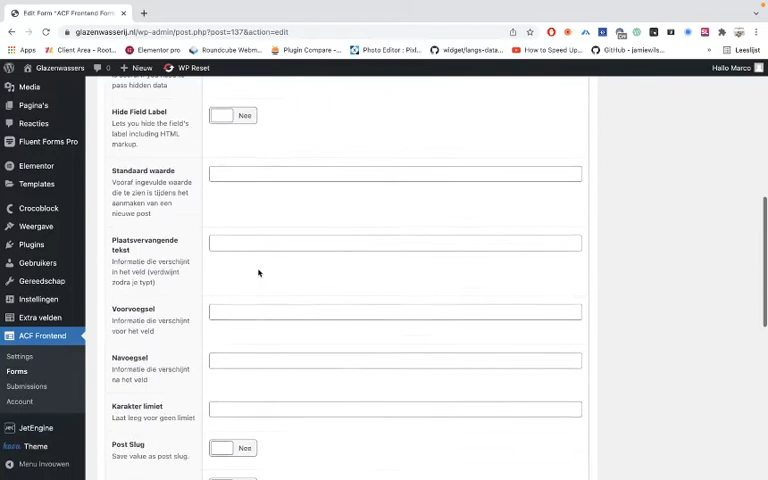 Edit Form "ACF Frontend Form
glazenwasserij.nl/wp-admin/post.php?post=137&action=edit
Apps
Client Area - Root...
Elementor pro
Roundcube Webm...
Plugin Compare -...
Photo Editor : Pixl...
widget/langs-data...
How to Speed Up...
GitHub - jamiewils...
Leeslijst
Glazenwassers
0
Nieuw
WP Reset
Hallo Marco
Media
Pagina's
Reacties
Fluent Forms Pro
Elementor
Templates
Crocoblock
Weergave
Plugins
Gebruikers
Gereedschap
Instellingen
Extra velden
ACF Frontend
Settings
Forms
Submissions
Account
JetEngine
Theme
Menu invouwen
pass hidden data
Hide Field Label
Lets you hide the field's
label including HTML
markup.
Nee
Standaard waarde
Vooraf ingevulde waarde
die te zien is tijdens het
aanmaken van een
nieuwe post
Plaatsvervangende
tekst
Informatie die verschijnt
in het veld (verdwijnt
zodra je typt)
Voorvoegsel
Informatie die verschijnt
voor het veld
Navoegsel
Informatie die verschijnt
na het veld
Karakter limiet
Laat leeg voor geen limiet
Post Slug
Save value as post slug.
Nee